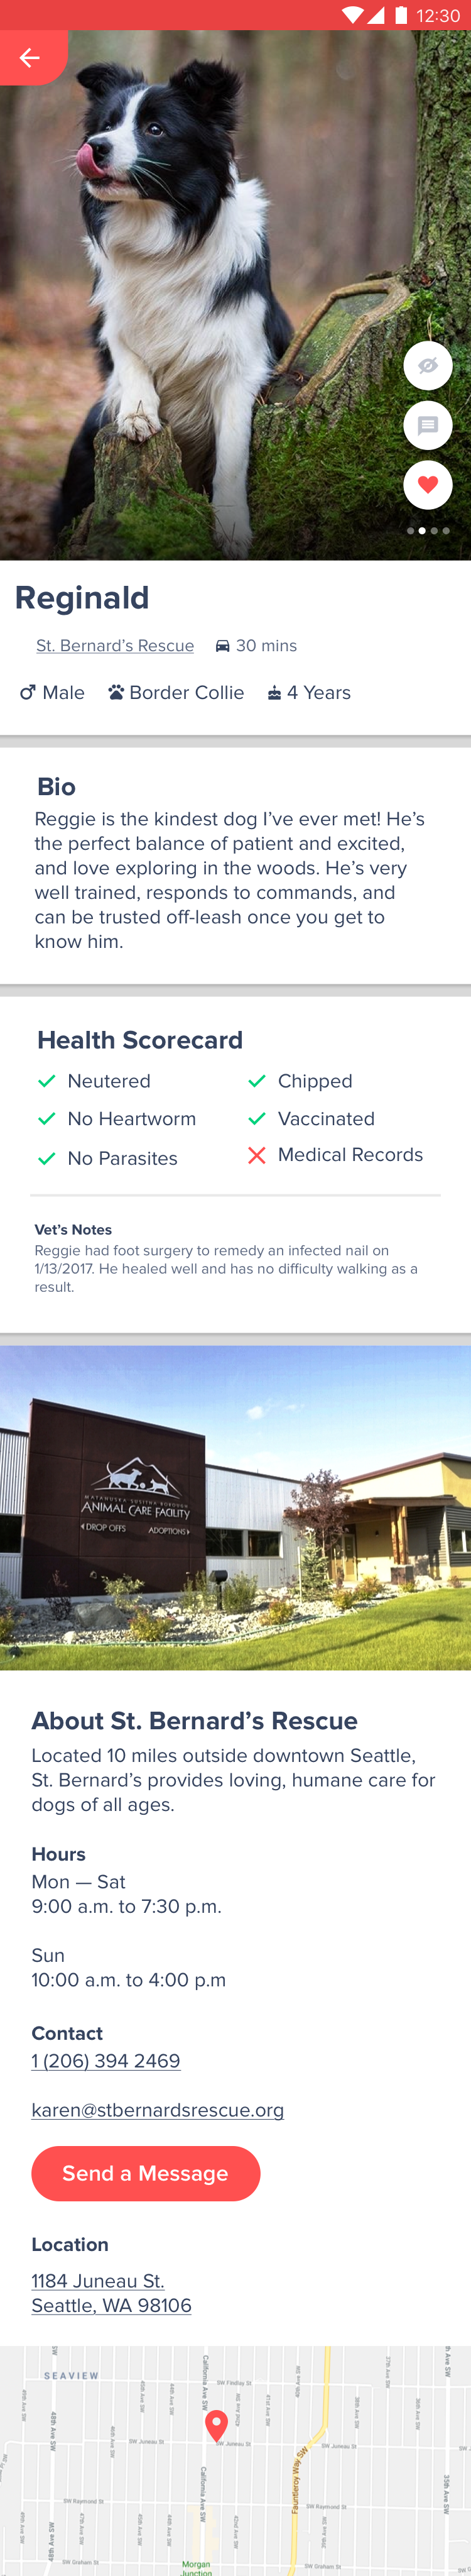 12:30
Reginald
St. Bernard's Rescue 30 mins
Male Border Collie 4 Years
Bio
Reggie is the kindest dog I've ever met! He's
the perfect balance of patient and excited,
and love exploring in the woods. He's very
well trained, responds to commands, and
can be trusted off-leash once you get to
know him.
Health Scorecard
Neutered Chipped
No Heartworm Vaccinated
No Parasites Medical Records
Vet's Notes
Reggie had foot surgery to remedy an infected nail on
1/13/2017. He healed well and has no difficulty walking as a
result.
MATANUSKA SUSITNA BOROUGH
ANIMAL CARE FACILITY
DROP OFFS ADOPTIONS
About St. Bernard's Rescue
Located 10 miles outside downtown Seattle,
St. Bernard's provides loving, humane care for
dogs of all ages.
Hours
Mon — Sat
9:00 a.m. to 7:30 p.m.
Sun
10:00 a.m. to 4:00 p.m
Contact
1 (206) 394 2469
karen@stbernardsrescue.org
Send a Message
Location
1184 Juneau St.
Seattle, WA 98106
SEAVIEW
California Ave SW
SW Findlay St
SW Juneau St
SW Juneau St
SW Juneau St
Fauntleroy Way SW
48th Ave SW
35th Ave SW
California Ave SW
SW Raymond St
SW Raymond St
48th Ave SW
SW Graham St
SW Graham St
Morgan
Junction